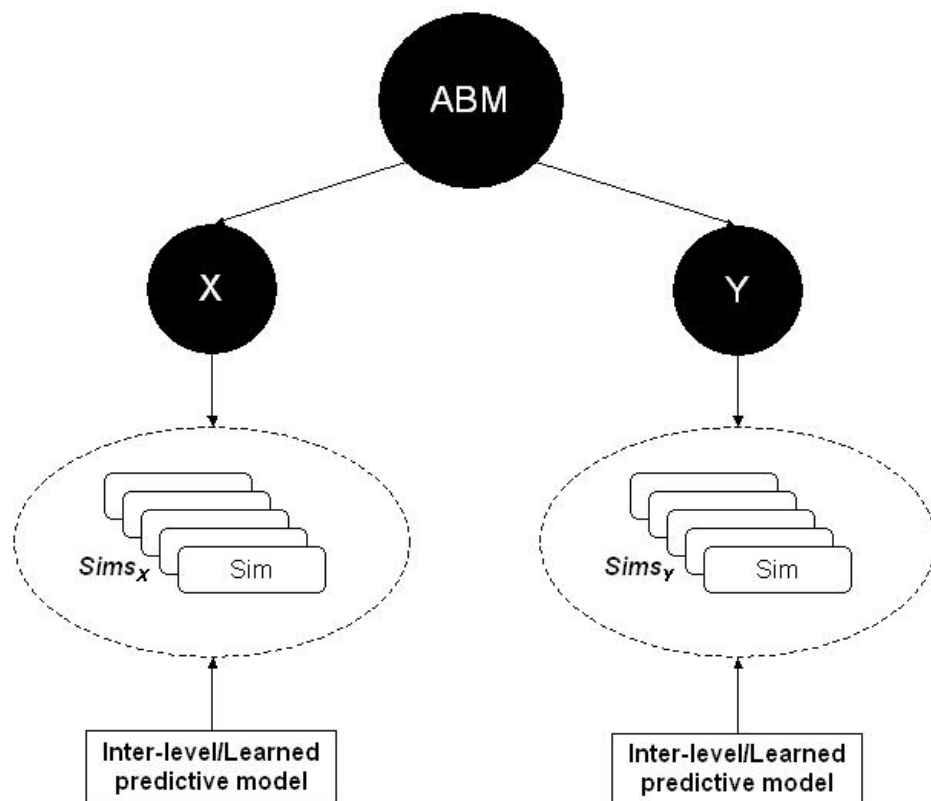 ABM
X
Y
Sims_X
Sim
Sims_Y
Sim
Inter-level/Learned
predictive model
Inter-level/Learned
predictive model